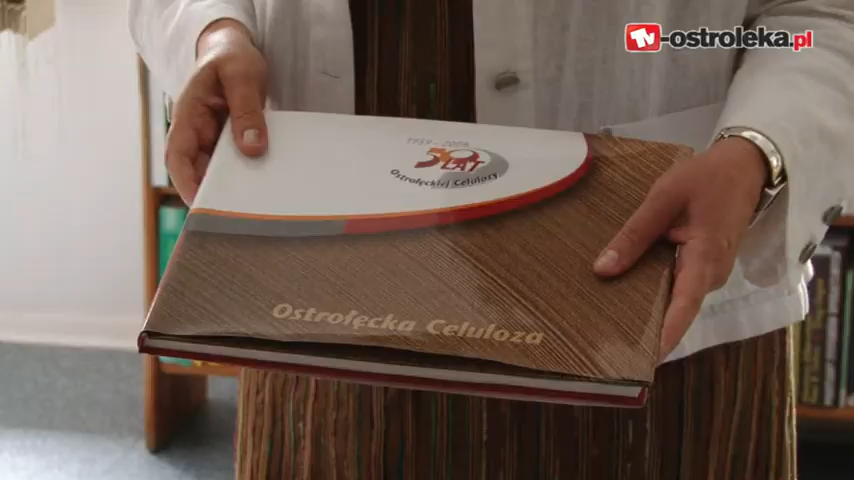 TV-ostroleka.pl
1959-2009
50 LAT
Ostrołęckiej Celulozy
Ostrołęcka Celuloza